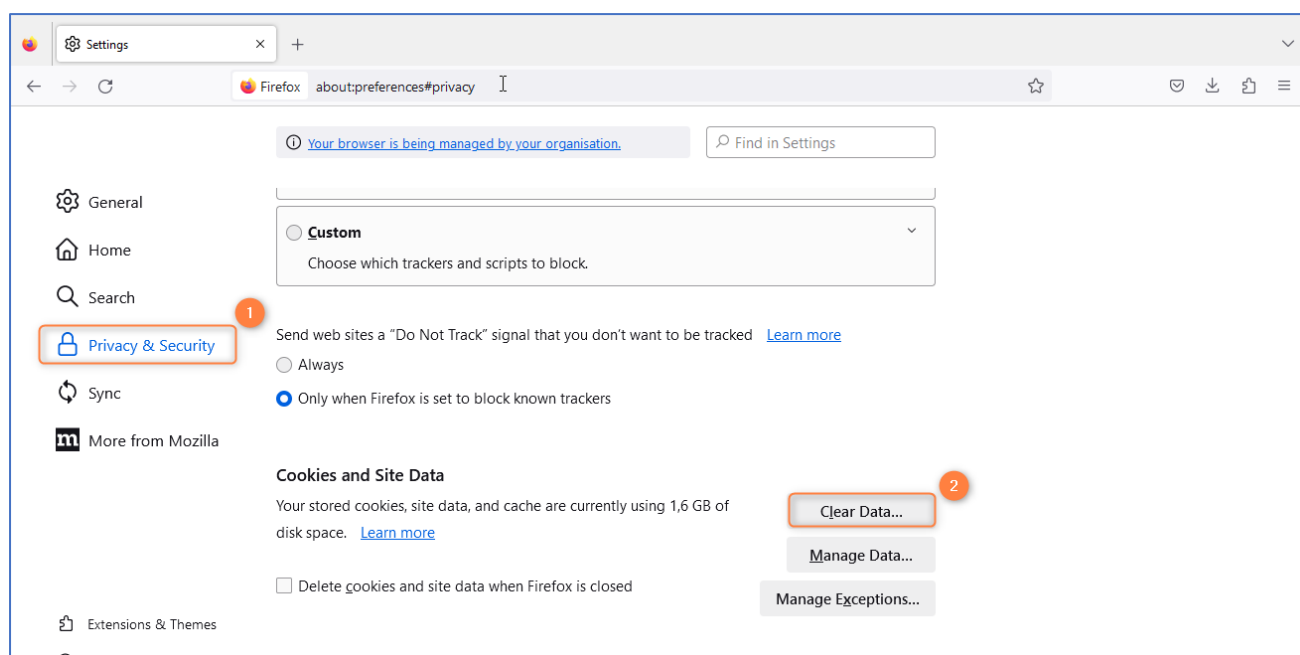 Settings
Firefox about:preferences#privacy
Your browser is being managed by your organisation.
Find in Settings
General
Home
Search
1
Privacy & Security
Sync
m More from Mozilla
Extensions & Themes
Custom
Choose which trackers and scripts to block.
Send web sites a “Do Not Track” signal that you don’t want to be tracked Learn more
Always
Only when Firefox is set to block known trackers
Cookies and Site Data
Your stored cookies, site data, and cache are currently using 1,6 GB of
disk space. Learn more
Delete cookies and site data when Firefox is closed
2
Clear Data...
Manage Data...
Manage Exceptions...